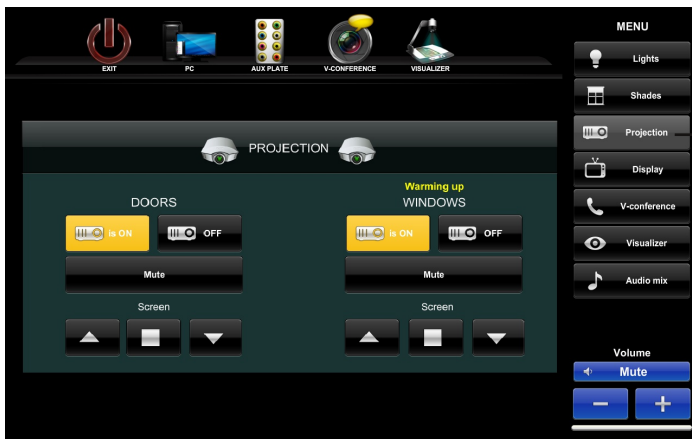 EXIT
PC
AUX PLATE
V-CONFERENCE
VISUALIZER
MENU
Lights
Shades
Projection
Display
V-conference
Visualizer
Audio mix
PROJECTION
DOORS
is ON
OFF
Mute
Screen
Warming up
WINDOWS
is ON
OFF
Mute
Screen
Volume
Mute